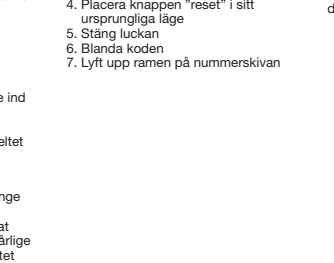 4. Placera knappen ”reset” i sitt
ursprungliga läge
5. Stäng luckan
6. Blanda koden
7. Lyft upp ramen på nummerskivan
ind